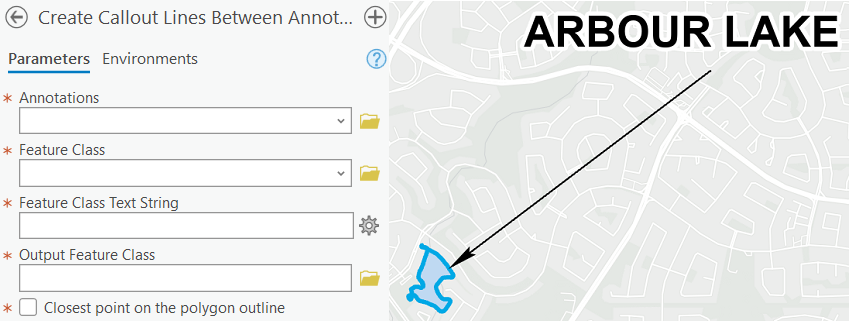 Create Callout Lines Between Annot...
ARBOUR LAKE
Parameters Environments
?
* Annotations
* Feature Class
* Feature Class Text String
* Output Feature Class
* Closest point on the polygon outline